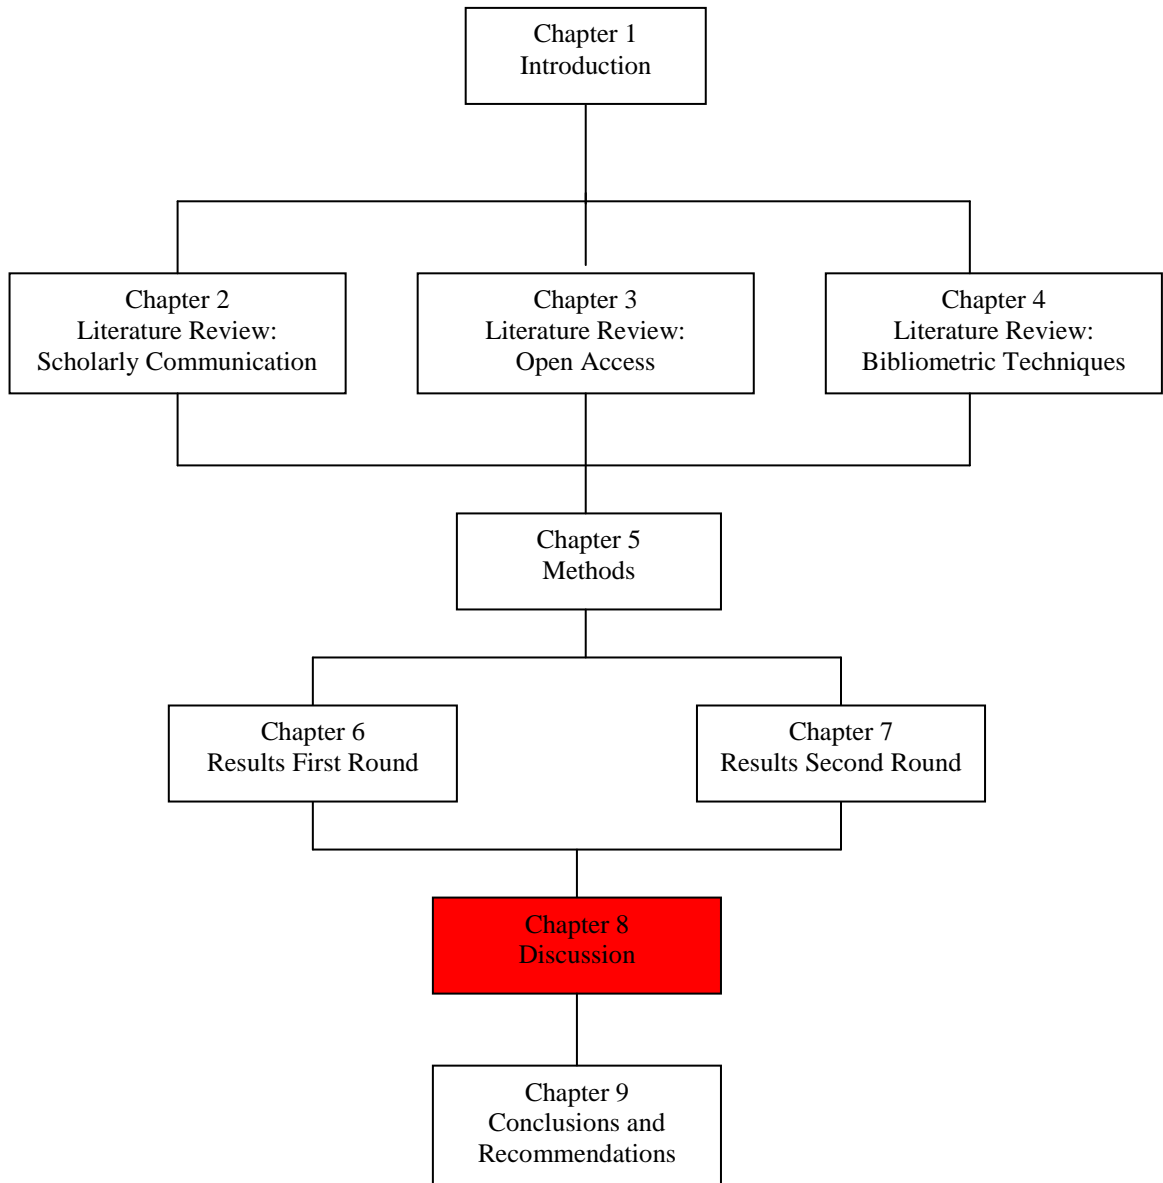 Chapter 1
Introduction
Chapter 2
Literature Review:
Scholarly Communication
Chapter 3
Literature Review:
Open Access
Chapter 4
Literature Review:
Bibliometric Techniques
Chapter 5
Methods
Chapter 6
Results First Round
Chapter 7
Results Second Round
Chapter 8
Discussion
Chapter 9
Conclusions and
Recommendations